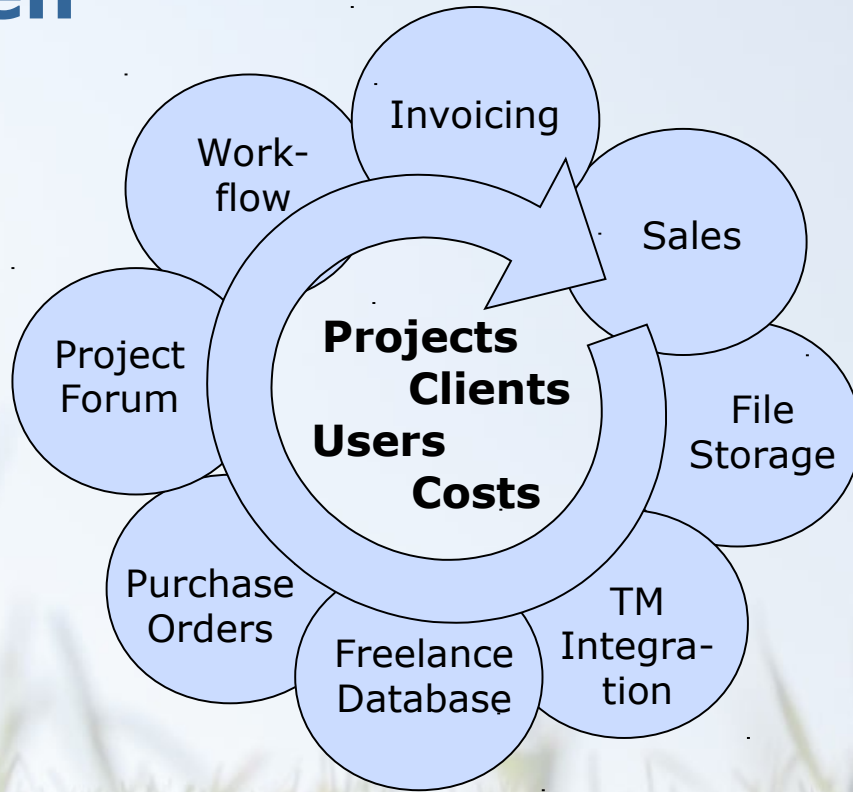 Invoicing
Work-
flow
Sales
Project
Forum
Projects
Clients
Users
Costs
File
Storage
Purchase
Orders
TM
Integra-
tion
Freelance
Database